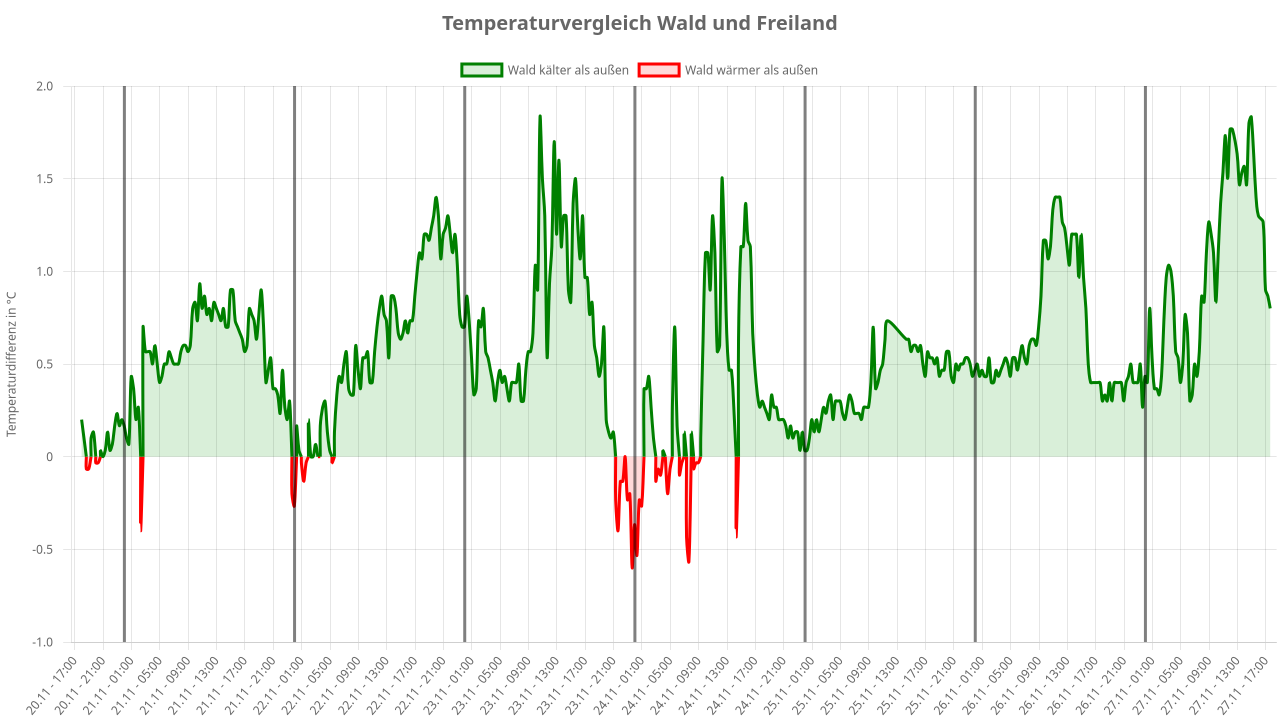 Temperaturvergleich Wald und Freiland
Wald kälter als außen Wald wärmer als außen
Temperaturdifferenz in °C
2.0
1.5
1.0
0.5
0
-0.5
-1.0
20.11 - 17:00
20.11 - 21:00
21.11 - 01:00
21.11 - 05:00
21.11 - 09:00
21.11 - 13:00
21.11 - 17:00
21.11 - 21:00
22.11 - 01:00
22.11 - 05:00
22.11 - 09:00
22.11 - 13:00
22.11 - 17:00
22.11 - 21:00
23.11 - 01:00
23.11 - 05:00
23.11 - 09:00
23.11 - 13:00
23.11 - 17:00
23.11 - 21:00
24.11 - 01:00
24.11 - 05:00
24.11 - 09:00
24.11 - 13:00
24.11 - 17:00
24.11 - 21:00
25.11 - 01:00
25.11 - 05:00
25.11 - 09:00
25.11 - 13:00
25.11 - 17:00
25.11 - 21:00
26.11 - 01:00
26.11 - 05:00
26.11 - 09:00
26.11 - 13:00
26.11 - 17:00
26.11 - 21:00
27.11 - 01:00
27.11 - 05:00
27.11 - 09:00
27.11 - 13:00
27.11 - 17:00